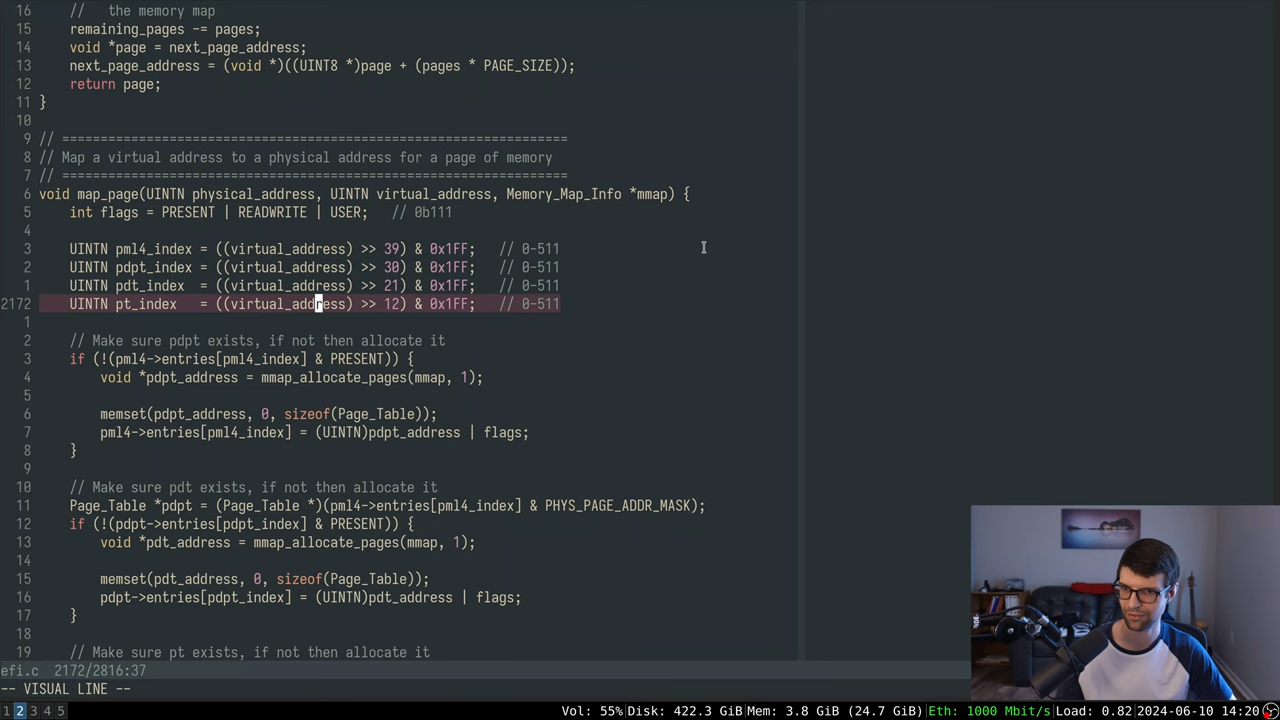 16    //   the memory map
15    remaining_pages -= pages;
14    void *page = next_page_address;
13    next_page_address = (void *)((UINT8 *)page + (pages * PAGE_SIZE));
12    return page;
11 }
10
9 // =================================================================
8 // Map a virtual address to a physical address for a page of memory
7 // =================================================================
6 void map_page(UINTN physical_address, UINTN virtual_address, Memory_Map_Info *mmap) {
5    int flags = PRESENT | READWRITE | USER;   // 0b111
4
3    UINTN pml4_index = ((virtual_address) >> 39) & 0x1FF;   // 0-511
2    UINTN pdpt_index = ((virtual_address) >> 30) & 0x1FF;   // 0-511
1    UINTN pdt_index  = ((virtual_address) >> 21) & 0x1FF;   // 0-511
2172    UINTN pt_index   = ((virtual_address) >> 12) & 0x1FF;   // 0-511
1
2    // Make sure pdpt exists, if not then allocate it
3    if (!(pml4->entries[pml4_index] & PRESENT)) {
4        void *pdpt_address = mmap_allocate_pages(mmap, 1);
5
6        memset(pdpt_address, 0, sizeof(Page_Table));
7        pml4->entries[pml4_index] = (UINTN)pdpt_address | flags;
8    }
9
10    // Make sure pdt exists, if not then allocate it
11    Page_Table *pdpt = (Page_Table *)(pml4->entries[pml4_index] & PHYS_PAGE_ADDR_MASK);
12    if (!(pdpt->entries[pdpt_index] & PRESENT)) {
13        void *pdt_address = mmap_allocate_pages(mmap, 1);
14
15        memset(pdt_address, 0, sizeof(Page_Table));
16        pdpt->entries[pdpt_index] = (UINTN)pdt_address | flags;
17    }
18
19    // Make sure pt exists, if not then allocate it
efi.c  2172/2816:37
-- VISUAL LINE --
1 2 3 4 5 Vol: 55%|Disk: 422.3 GiB|Mem: 3.8 GiB (24.7 GiB)|Eth: 1000 Mbit/s|Load: 0.82 2024-06-10 14:20